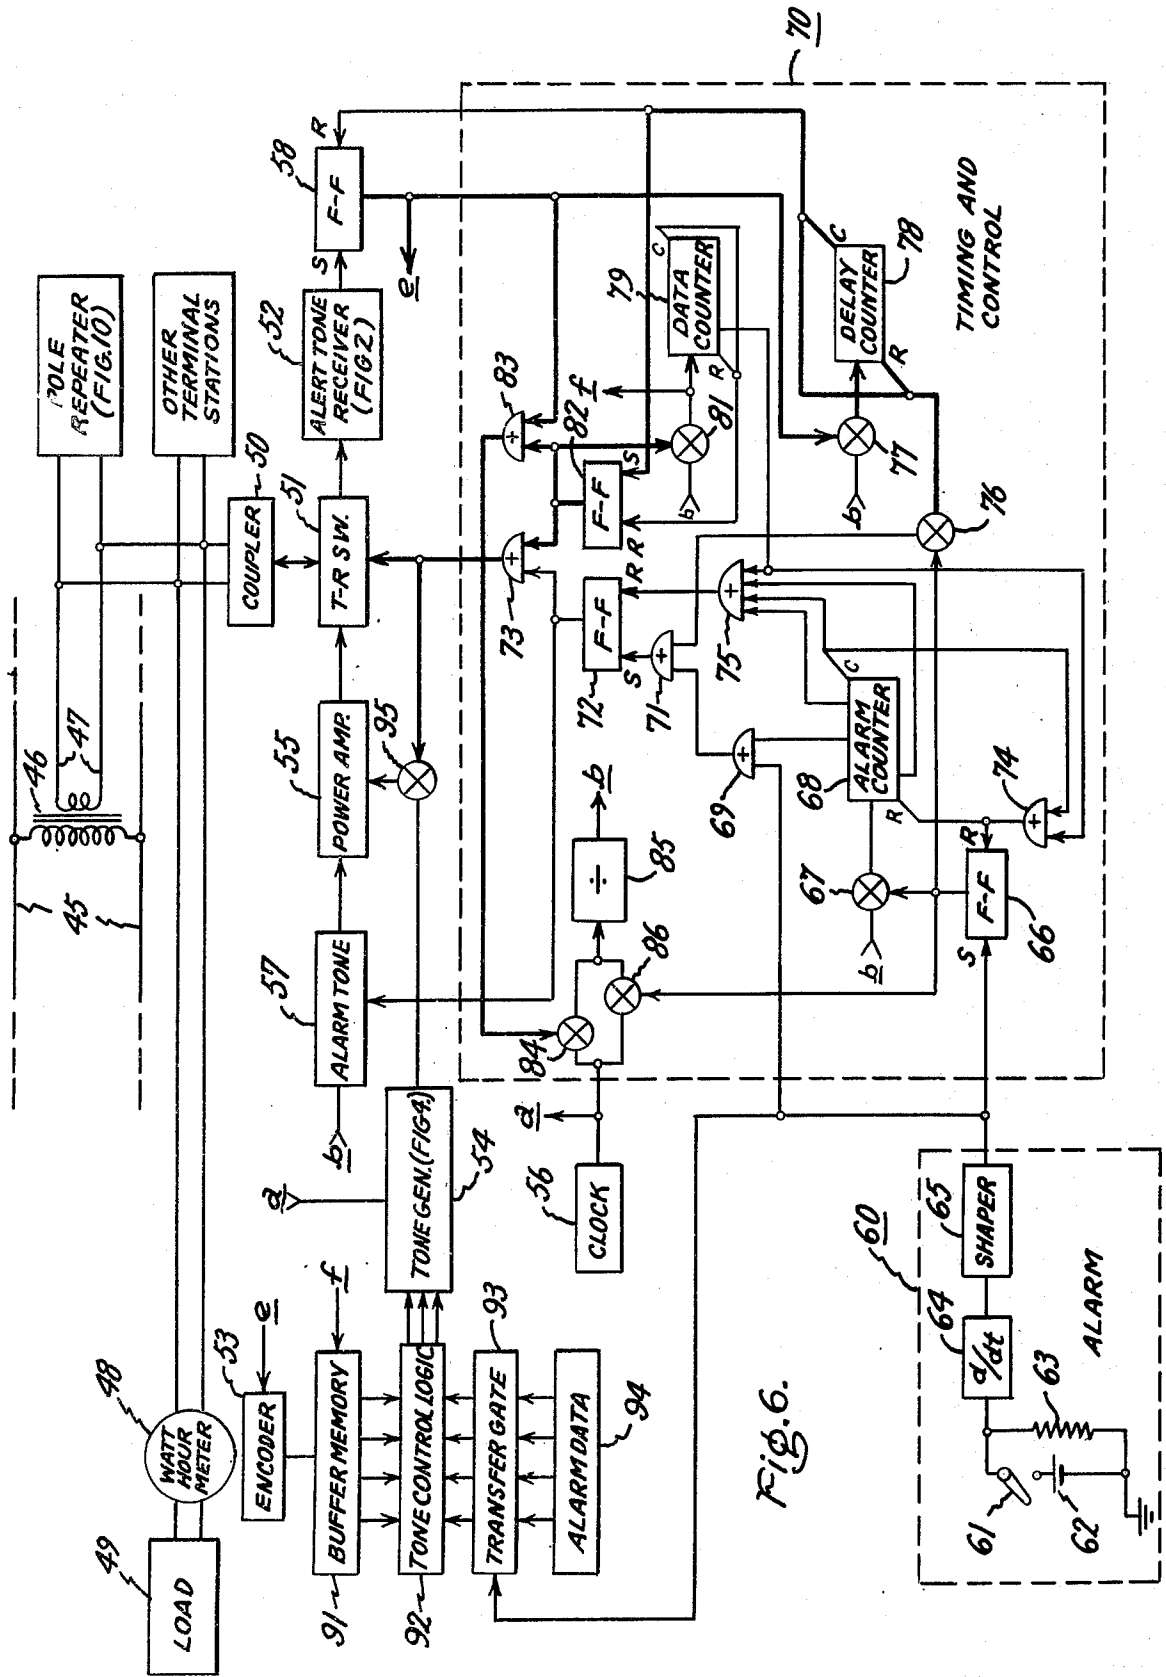 49
LOAD
48
WATT
HOUR
METER
45
46
47
POLE
REPEATER
(FIG.10)
OTHER
TERMINAL
STATIONS
53
ENCODER
e
91
BUFFER MEMORY
f
92
TONE CONTROL LOGIC
93
TRANSFER GATE
94
ALARM DATA
a
TONE GEN.(FIG4.)
54
b
57
ALARM TONE
55
POWER AMP.
95
50
COUPLER
51
T-R SW.
52
ALERT TONE
RECEIVER
(FIG2)
58
S
F-F
R
e
56
CLOCK
a
84
86
85
÷
b
73
+
83
+
72
F-F
S
R
82
F-F
R
S
f
b
81
79
DATA
COUNTER
R
C
71
+
69
+
75
+
68
ALARM
COUNTER
R
C
67
b
66
F-F
S
R
74
+
76
77
b
78
DELAY
COUNTER
R
C
TIMING AND
CONTROL
70
60
65
SHAPER
64
d/dt
63
61
62
ALARM
Fig.6.